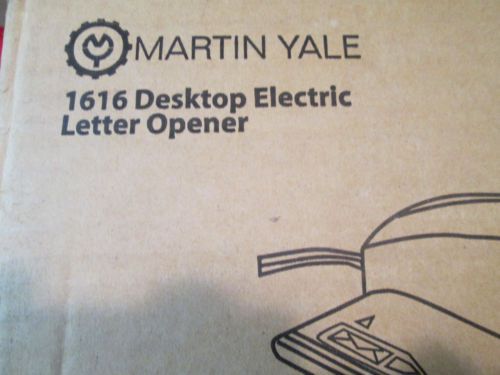 MARTIN YALE
1616 Desktop Electric
Letter Opener